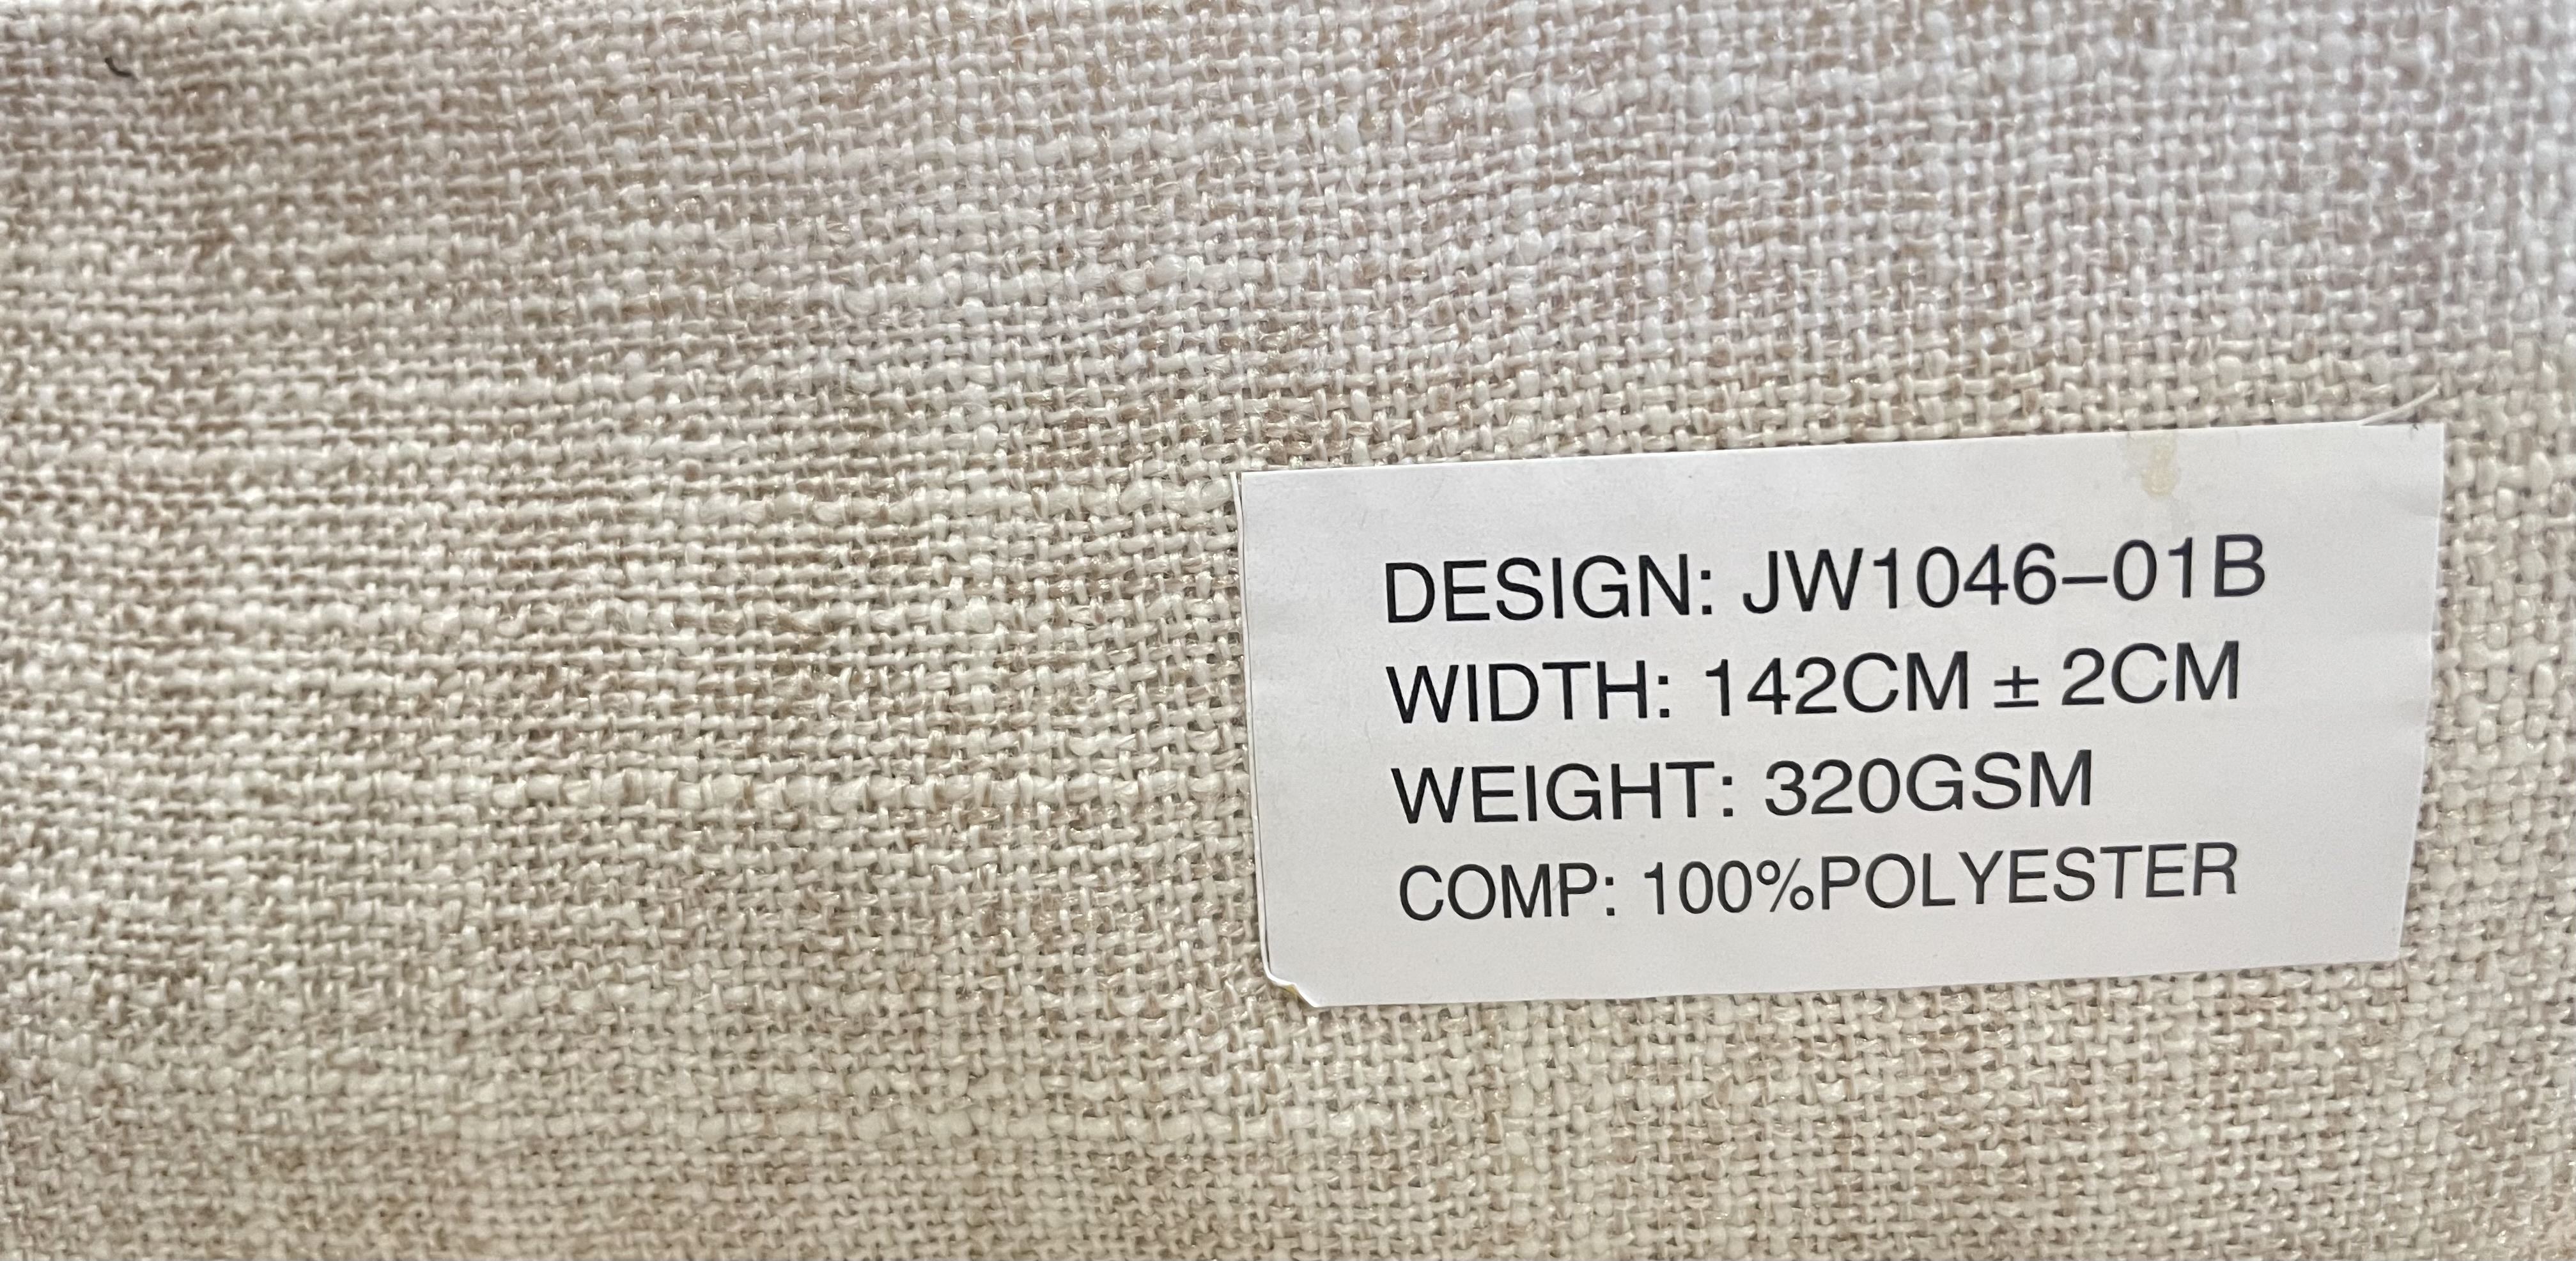 DESIGN: JW1046–01B
WIDTH: 142CM ± 2CM
WEIGHT: 320GSM
COMP: 100%POLYESTER